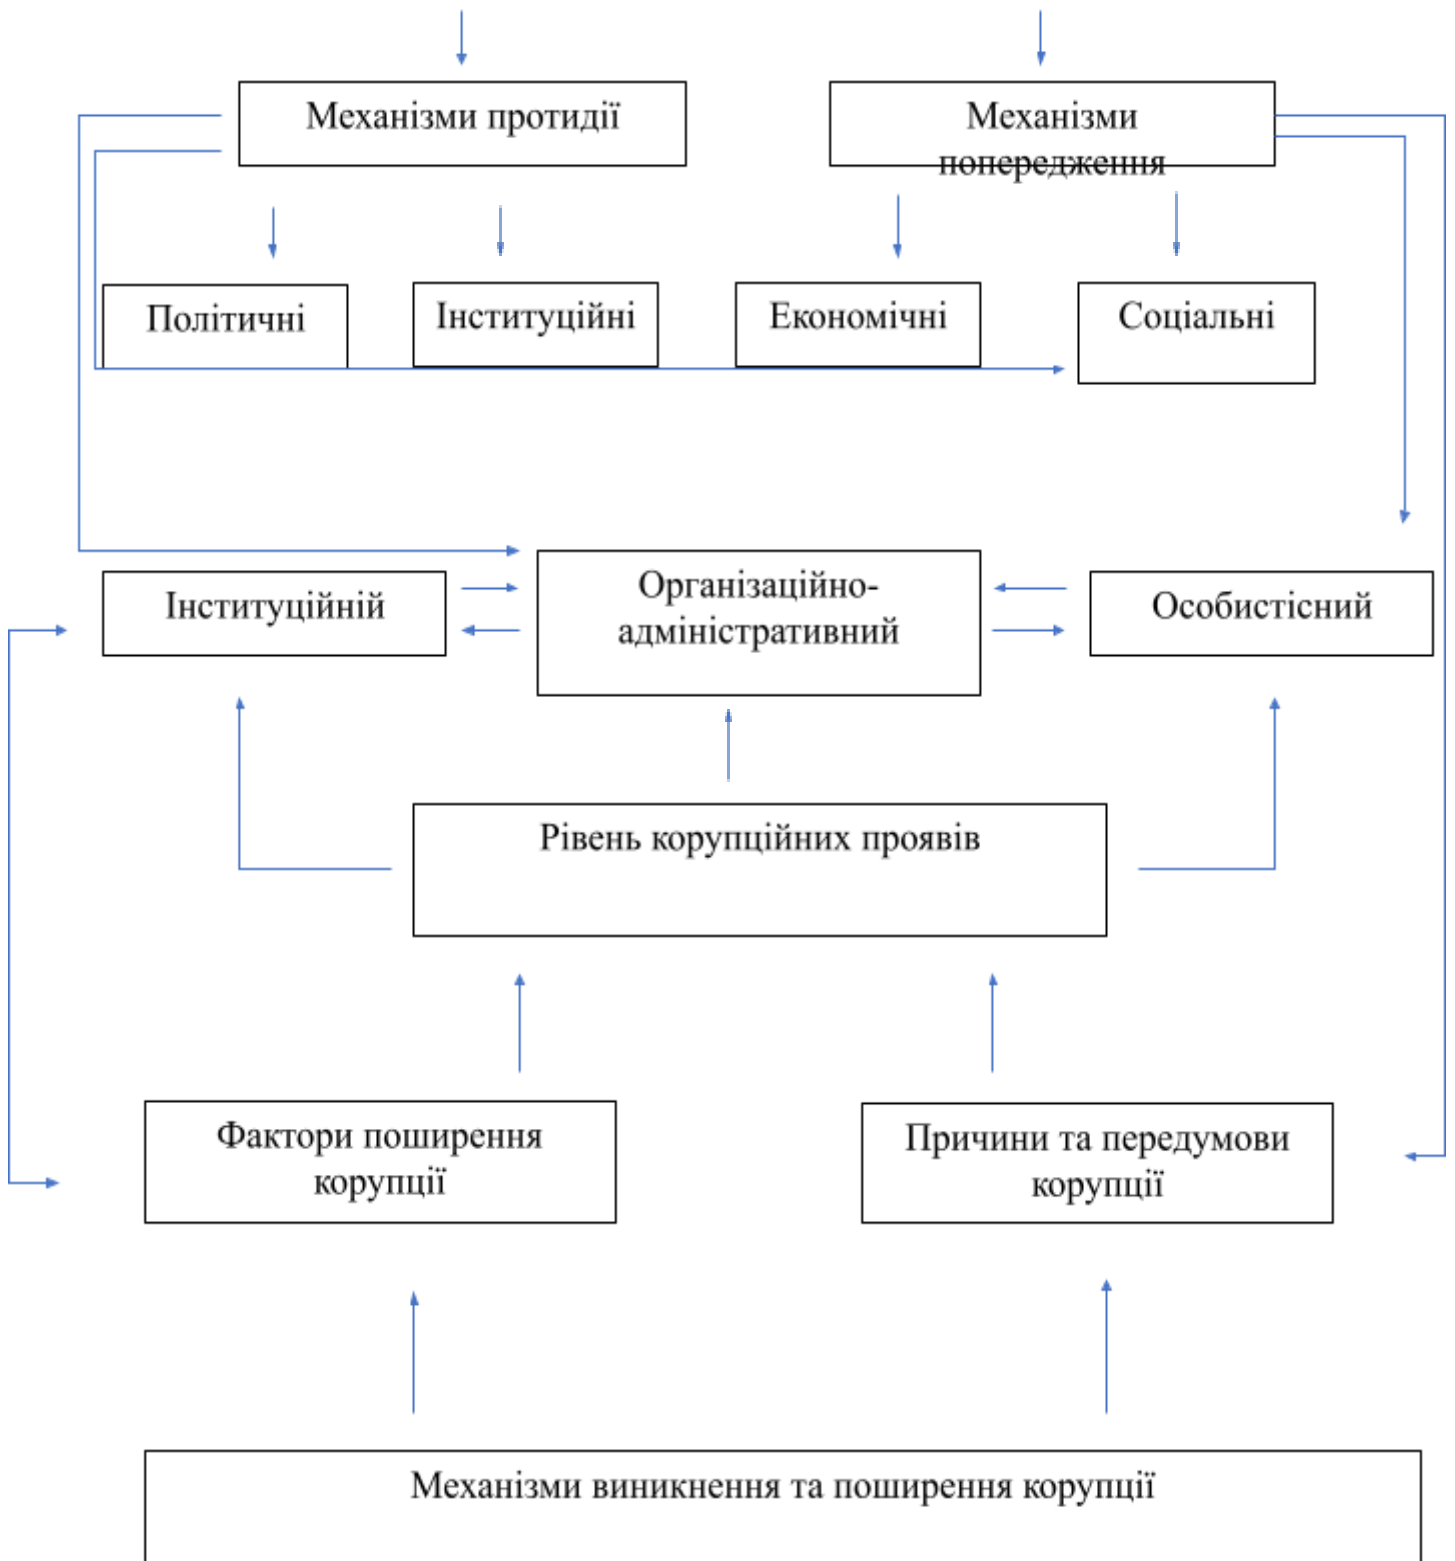 Механізми протидії
Механізми
попередження
Політичні
Інституційні
Економічні
Соціальні
Інституційній
Організаційно-
адміністративний
Особистісний
Рівень корупційних проявів
Фактори поширення
корупції
Причини та передумови
корупції
Механізми виникнення та поширення корупції